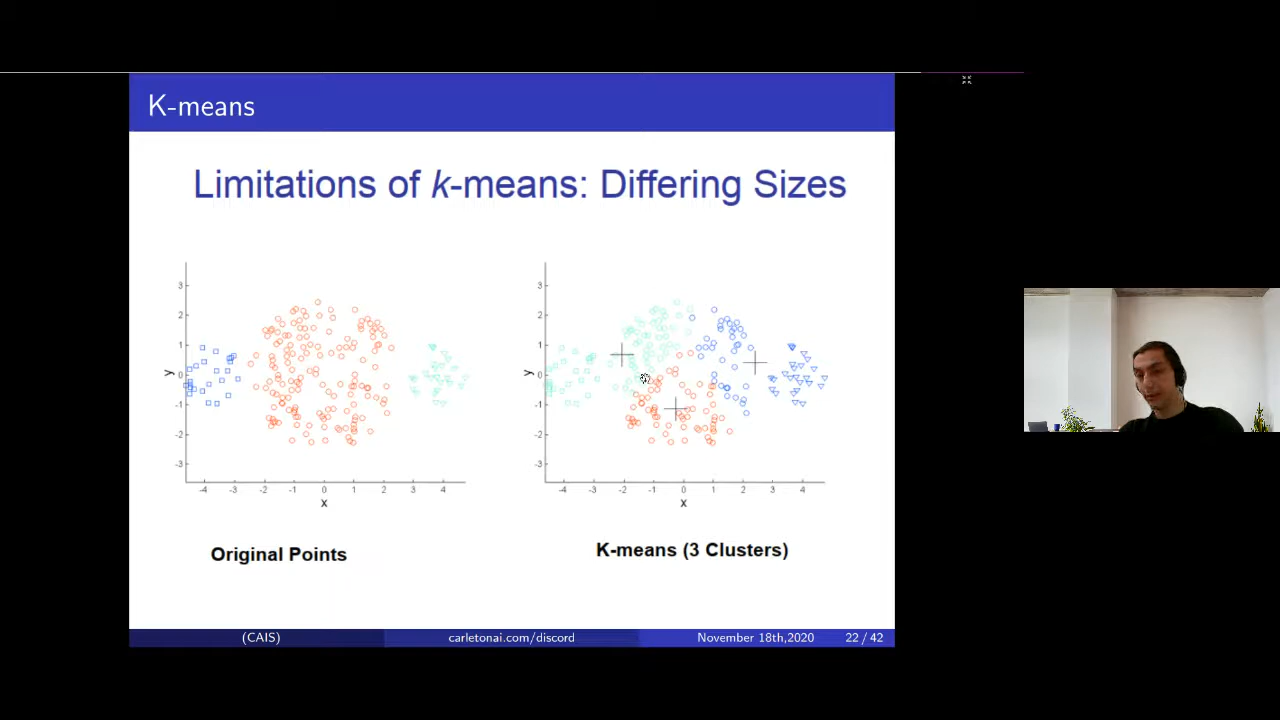 K-means
Limitations of k-means: Differing Sizes
3
2
1
0
-1
-2
-3
y
-4 -3 -2 -1 0 1 2 3 4
x
3
2
1
0
-1
-2
-3
y
-4 -3 -2 -1 0 1 2 3 4
x
Original Points
K-means (3 Clusters)
(CAIS) carletonai.com/discord November 18th,2020 22 / 42